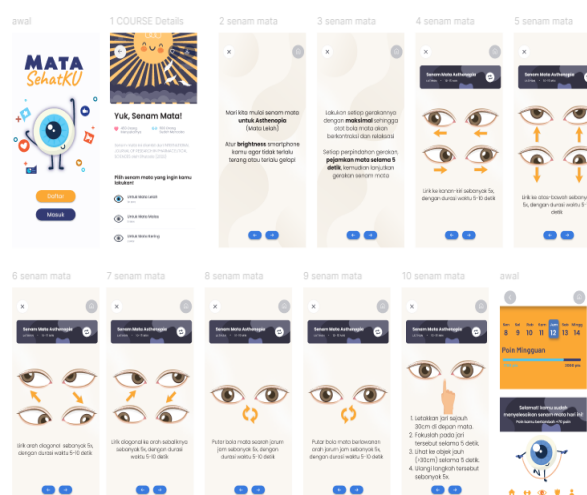 awal
1 COURSE Details
2 senam mata
3 senam mata
4 senam mata
5 senam mata
MATA
SehatKU
Daftar
Masuk
Yuk, Senam Mata!
Pilih senam mata yang ingin kamu
lakukan!
Untuk Mata Lelah
Untuk Mata Kering
Mari kita mulai senam mata
untuk Asthenopia
(Mata Lelah)
Atur brightness smartphone
kamu agar tidak terlalu
terang atau terlalu gelap!
Lakukan setiap gerakannya
dengan maksimal sehingga
otot bola mata akan
berkontraksi dan relaksasi
Setiap perpindahan gerakan,
pejamkan mata selama 5
detik, kemudian lanjutkan
gerakan senam mata
Senam Mata Asthenopia
Lirik ke kanan-kiri sebanyak 5x,
dengan durasi waktu 5-10 detik
Senam Mata Asthenopia
Lirik ke atas-bawah sebany
5x, dengan durasi waktu 5-
detik
6 senam mata
7 senam mata
8 senam mata
9 senam mata
10 senam mata
awal
Senam Mata Asthenopia
Lirik arah diagonal sebanyak 5x,
dengan durasi waktu 5-10 detik
Senam Mata Asthenopia
Lirik diagonal ke arah sebaliknya
sebanyak 5x, dengan durasi
waktu 5-10 detik
Senam Mata Asthenopia
Putar bola mata searah jarum
jam sebanyak 5x, dengan
durasi waktu 5-10 detik
Senam Mata Asthenopia
Putar bola mata berlawanan
arah jarum jam sebanyak 5x,
dengan durasi waktu 5-10 detik
Senam Mata Asthenopia
1. Letakkan jari sejauh
30cm di depan mata.
2. Fokuslah pada jari
tersebut selama 5 detik.
3. Lihat ke objek jauh
(>30cm) selama 5 detik.
4. Ulangi langkah tersebut
sebanyak 5x.
8 9 10 11 12 13 14
Poin Mingguan
Selamat! kamu sudah
menyelesaikan senam mata hari ini!